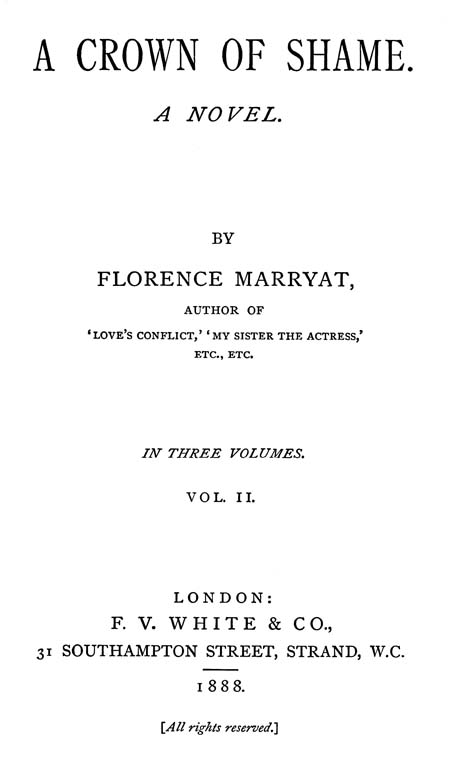 A CROWN OF SHAME.
A NOVEL.
BY
FLORENCE MARRYAT,
AUTHOR OF
‘LOVE’S CONFLICT,’ ‘MY SISTER THE ACTRESS,’
ETC., ETC.
IN THREE VOLUMES.
VOL. II.
LONDON:
F. V. WHITE & CO.,
31 SOUTHAMPTON STREET, STRAND, W.C.
1888.
[All rights reserved.]